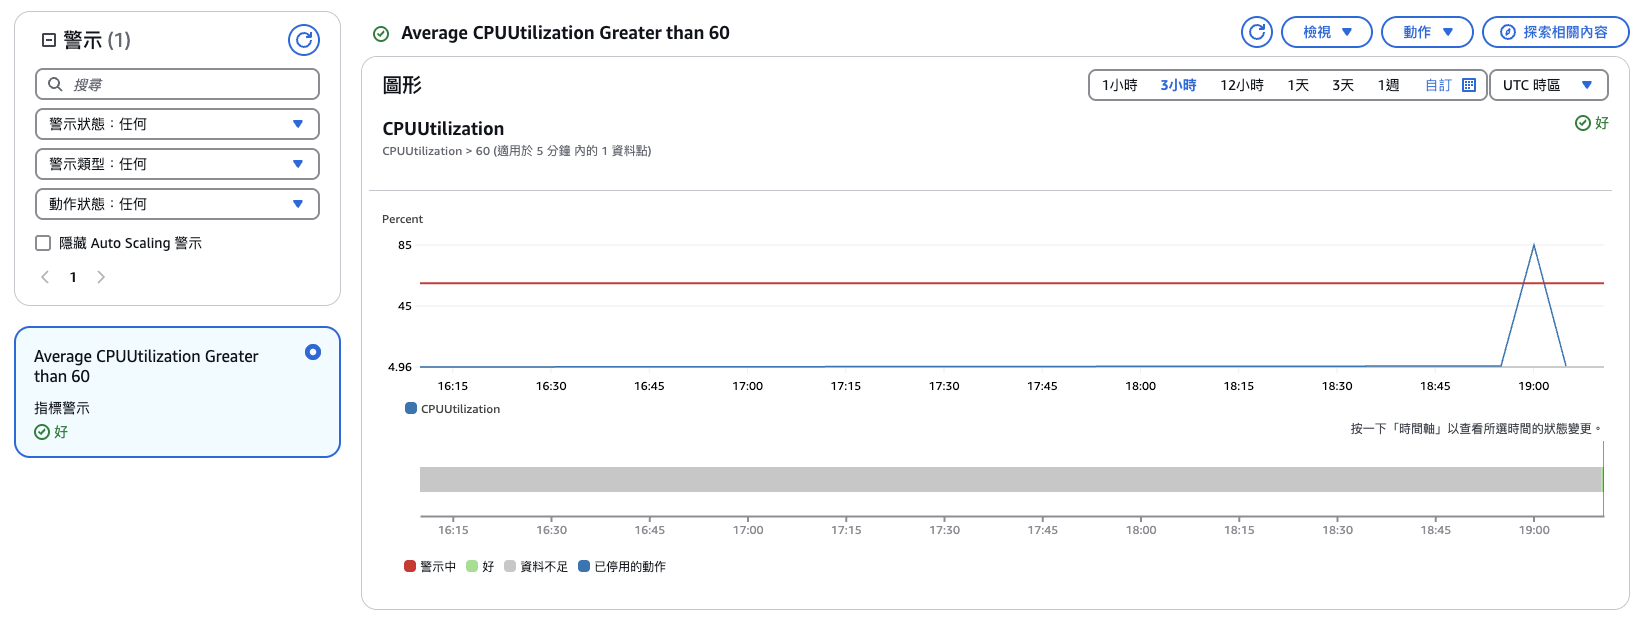 警示 (1)
搜尋
警示狀態：任何
警示類型：任何
動作狀態：任何
隱藏 Auto Scaling 警示
1
Average CPUUtilization Greater
than 60
指標警示
好
Average CPUUtilization Greater than 60
檢視
動作
探索相關內容
圖形
1小時 3小時 12小時 1天 3天 1週 自訂
UTC 時區
CPUUtilization
好
CPUUtilization > 60 (適用於 5 分鐘 內的 1 資料點)
Percent
85
45
4.96
16:15 16:30 16:45 17:00 17:15 17:30 17:45 18:00 18:15 18:30 18:45 19:00
CPUUtilization
按一下「時間軸」以查看所選時間的狀態變更。
16:15 16:30 16:45 17:00 17:15 17:30 17:45 18:00 18:15 18:30 18:45 19:00
警示中 好 資料不足 已停用的動作